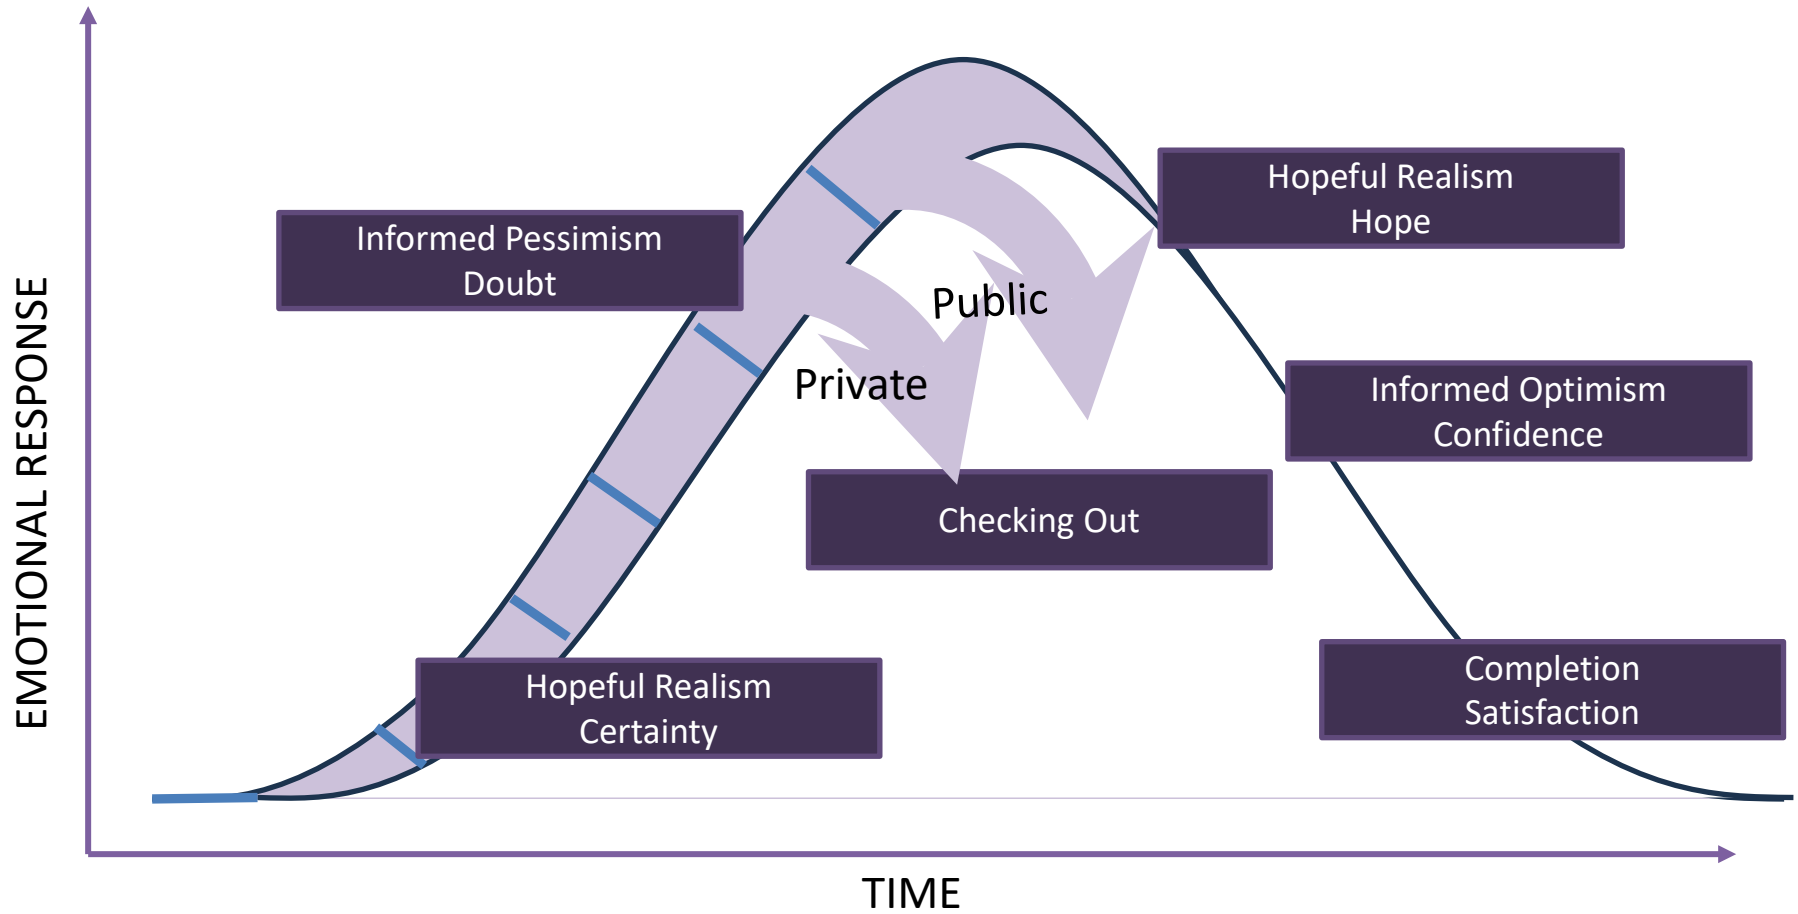 EMOTIONAL RESPONSE
Informed Pessimism
Doubt
Hopeful Realism
Hope
Public
Private
Informed Optimism
Confidence
Checking Out
Hopeful Realism
Certainty
Completion
Satisfaction
TIME